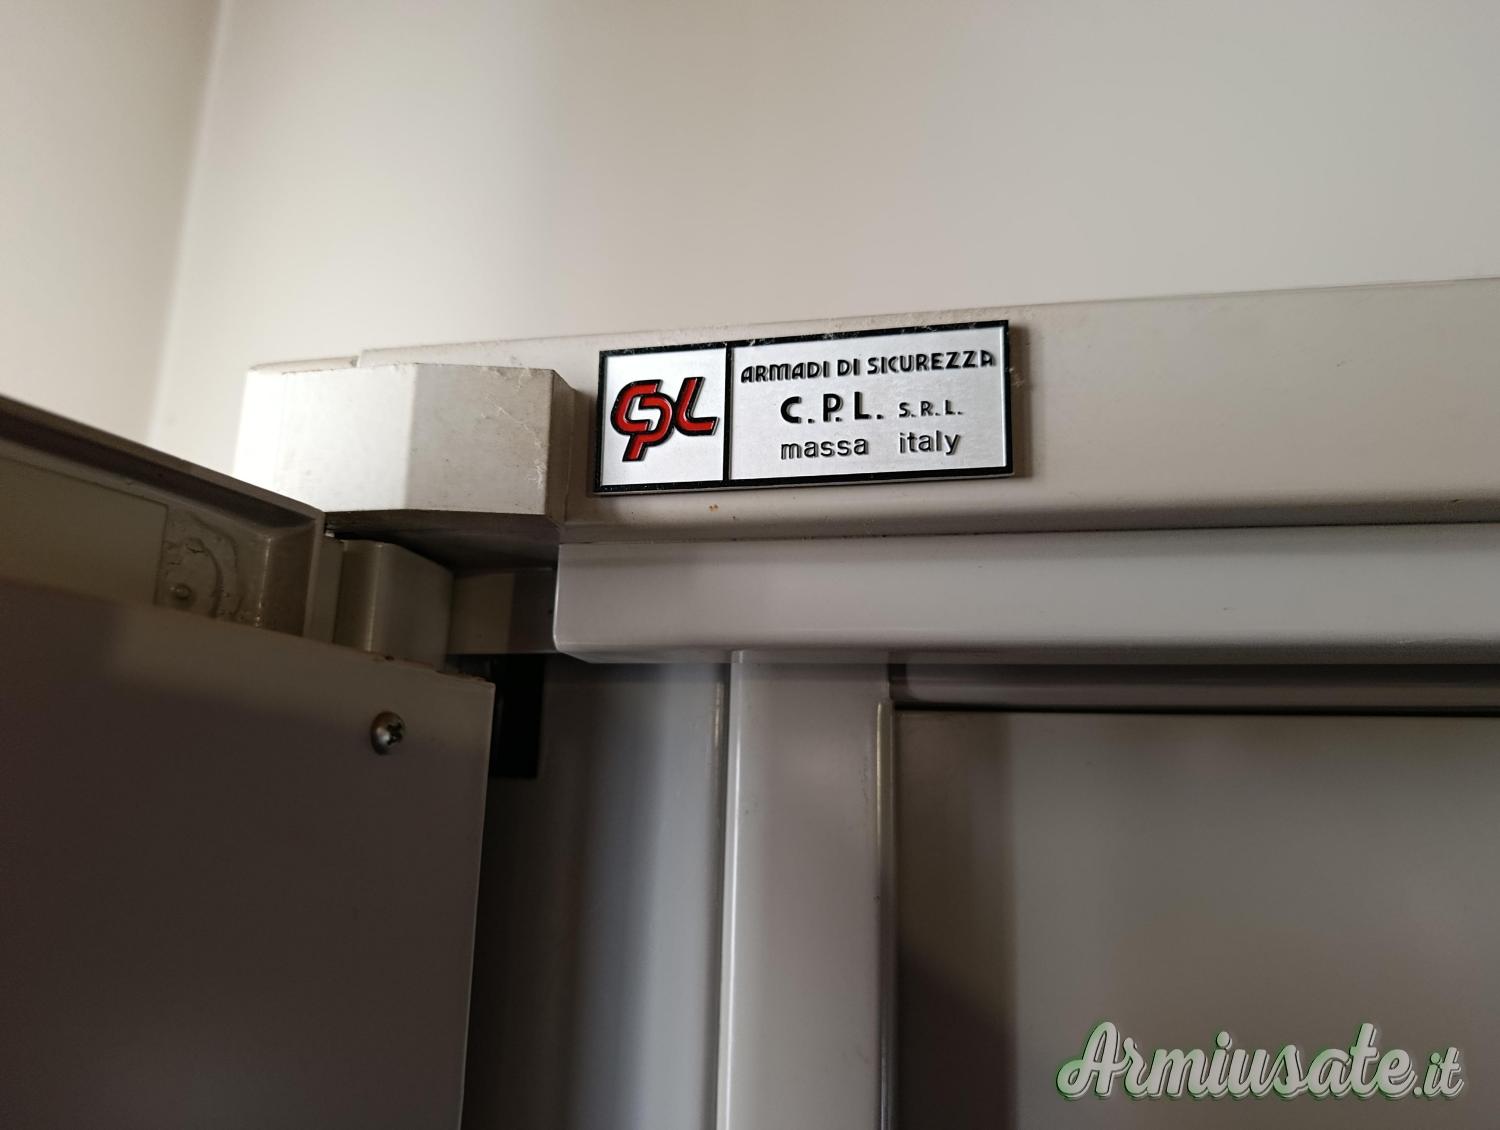 CPL
ARMADI DI SICUREZZA
C.P.L. S.R.L.
massa italy
Armiusate.it